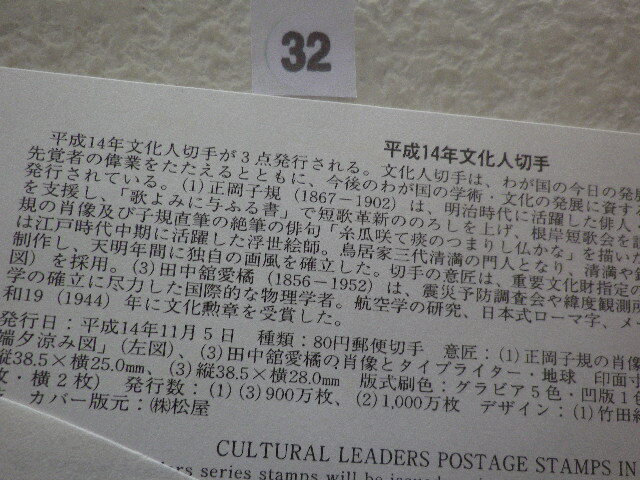 32
平成14年文化人切手
平成14年文化人切手が3点発行される。文化人切手は、わが国の今日の発展
先覚者の偉業をたたえるとともに、今後のわが国の学術・文化の発展に資す
発行されている。(1)正岡子規(1867-1902)は、明治時代に活躍した俳人・
を支援し、「歌よみに与ふる書」で短歌革新ののろしを上げ、根岸短歌会を
規の肖像及び子規直筆の絶筆の俳句「糸瓜咲て痰のつまりし仏かな」を描いた
は江戸時代中期に活躍した浮世絵師。鳥居家三代清満の門人となり、清満や
制作し、天明年間に独自の画風を確立した。切手の意匠は、重要文化財指定の
図)を採用。(3)田中舘愛橘(1856-1952)は、震災予防調査会や緯度観測所
学の確立に尽力した国際的な物理学者。航空学の研究、日本式ローマ字、メ
和19(1944)年に文化勲章を受賞した。
発行日:平成14年11月5日 種類:80円郵便切手 意匠:(1)正岡子規の肖像
端夕涼み図」(左図)、(3)田中舘愛橘の肖像とタイプライター・地球 印面寸
縦38.5×横25.0mm、(3)縦38.5×横28.0mm 版式刷色:グラビア5色・凹版1色
枚・横2枚) 発行数:(1)(3)900万枚、(2)1,000万枚 デザイン:(1)竹田
カバー版元:㈱松屋
CULTURAL LEADERS POSTAGE STAMPS IN
series stamps will be issued